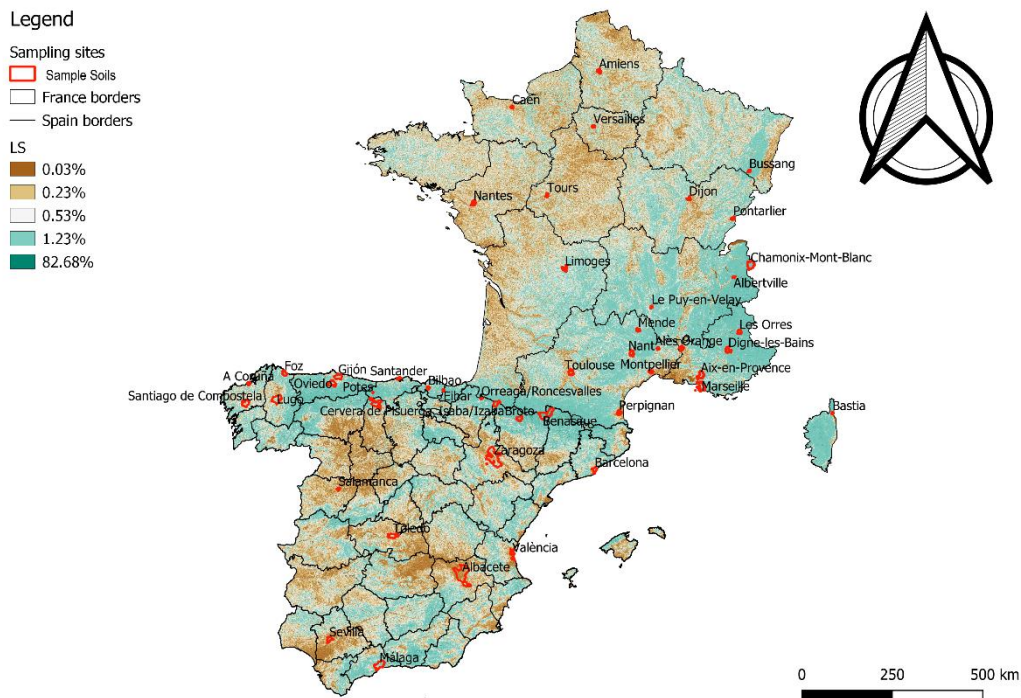 Legend
Sampling sites
Sample Soils
France borders
Spain borders
LS
0.03%
0.23%
0.53%
1.23%
82.68%
Amiens
Caen
Versailles
Bussang
Nantes
Tours
Dijon
Pontarlier
Limoges
Chamonix-Mont-Blanc
Albertville
Le Puy-en-Velay
Mende
Les Orres
Nant
Alès
Orange
Digne-les-Bains
Toulouse
Montpellier
Aix-en-Provence
Marseille
Perpignan
Bastia
A Coruña
Foz
Gijón
Santander
Bilbao
Oviedo
Potes
Eibar
Orreaga/Roncesvalles
Santiago de Compostela
Lugo
Cervera de Pisuerga
Isaba/Izaba
Broto
Benasque
Zaragoza
Barcelona
Salamanca
Toledo
València
Albacete
Sevilla
Málaga
0 250 500 km